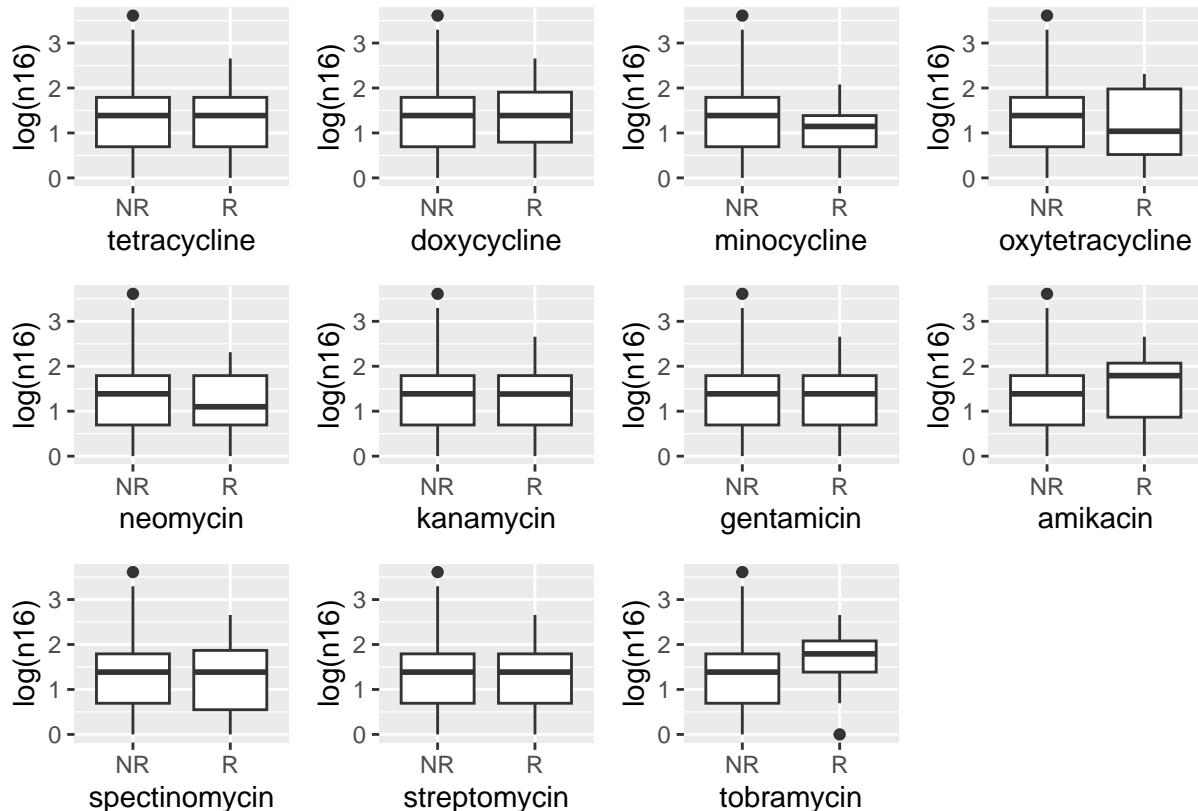 log(n16)
3
2
1
0
NR R
tetracycline
log(n16)
3
2
1
0
NR R
doxycycline
log(n16)
3
2
1
0
NR R
minocycline
log(n16)
3
2
1
0
NR R
oxytetracycline
log(n16)
3
2
1
0
NR R
neomycin
log(n16)
3
2
1
0
NR R
kanamycin
log(n16)
3
2
1
0
NR R
gentamicin
log(n16)
3
2
1
0
NR R
amikacin
log(n16)
3
2
1
0
NR R
spectinomycin
log(n16)
3
2
1
0
NR R
streptomycin
log(n16)
3
2
1
0
NR R
tobramycin